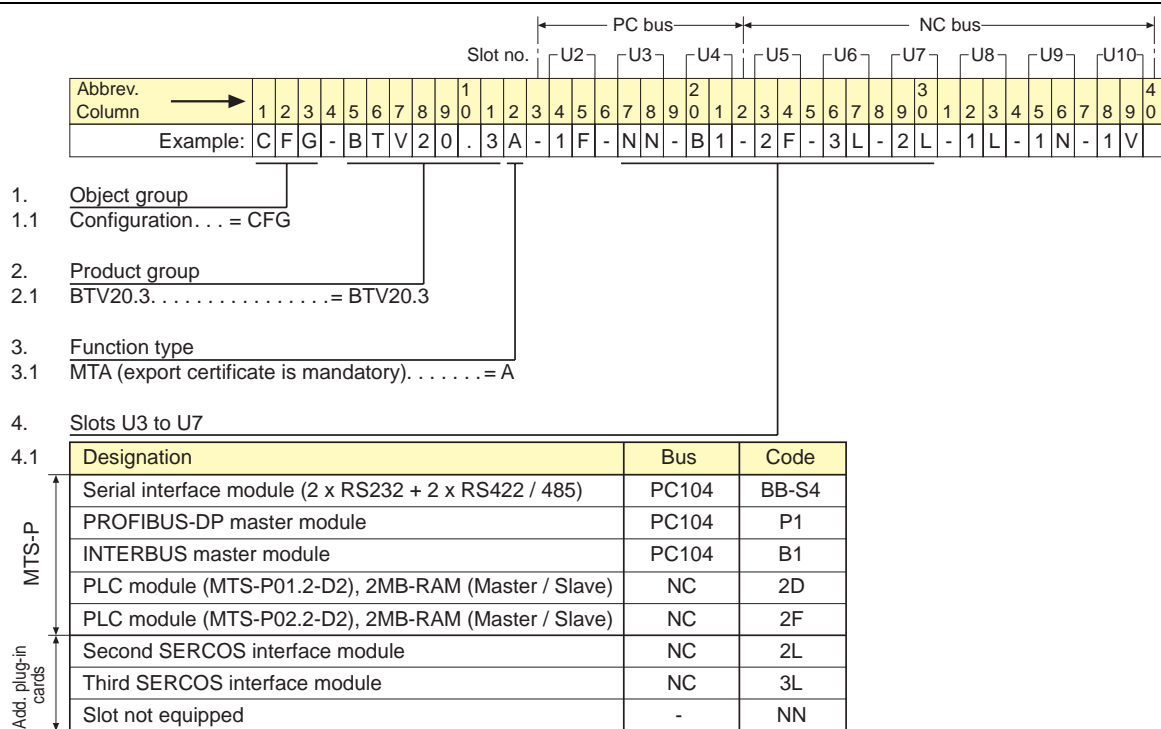 PC bus NC bus
Slot no. U2 U3 U4 U5 U6 U7 U8 U9 U10
Abbrev. 1 2 3 4
Column 1 2 3 4 5 6 7 8 9 0 1 2 3 4 5 6 7 8 9 0 1 2 3 4 5 6 7 8 9 0 1 2 3 4 5 6 7 8 9 0
Example: C F G - B T V 2 0 . 3 A - 1 F - N N - B 1 - 2 F - 3 L - 2 L - 1 L - 1 N - 1 V
1. Object group
1.1 Configuration. . . = CFG
2. Product group
2.1 BTV20.3. . . . . . . . . . . . . . . . = BTV20.3
3. Function type
3.1 MTA (export certificate is mandatory). . . . . . . = A
4. Slots U3 to U7
4.1 Designation Bus Code
MTS-P
Serial interface module (2 x RS232 + 2 x RS422 / 485) PC104 BB-S4
PROFIBUS-DP master module PC104 P1
INTERBUS master module PC104 B1
PLC module (MTS-P01.2-D2), 2MB-RAM (Master / Slave) NC 2D
PLC module (MTS-P02.2-D2), 2MB-RAM (Master / Slave) NC 2F
Add. plug-in
cards
Second SERCOS interface module NC 2L
Third SERCOS interface module NC 3L
Slot not equipped - NN